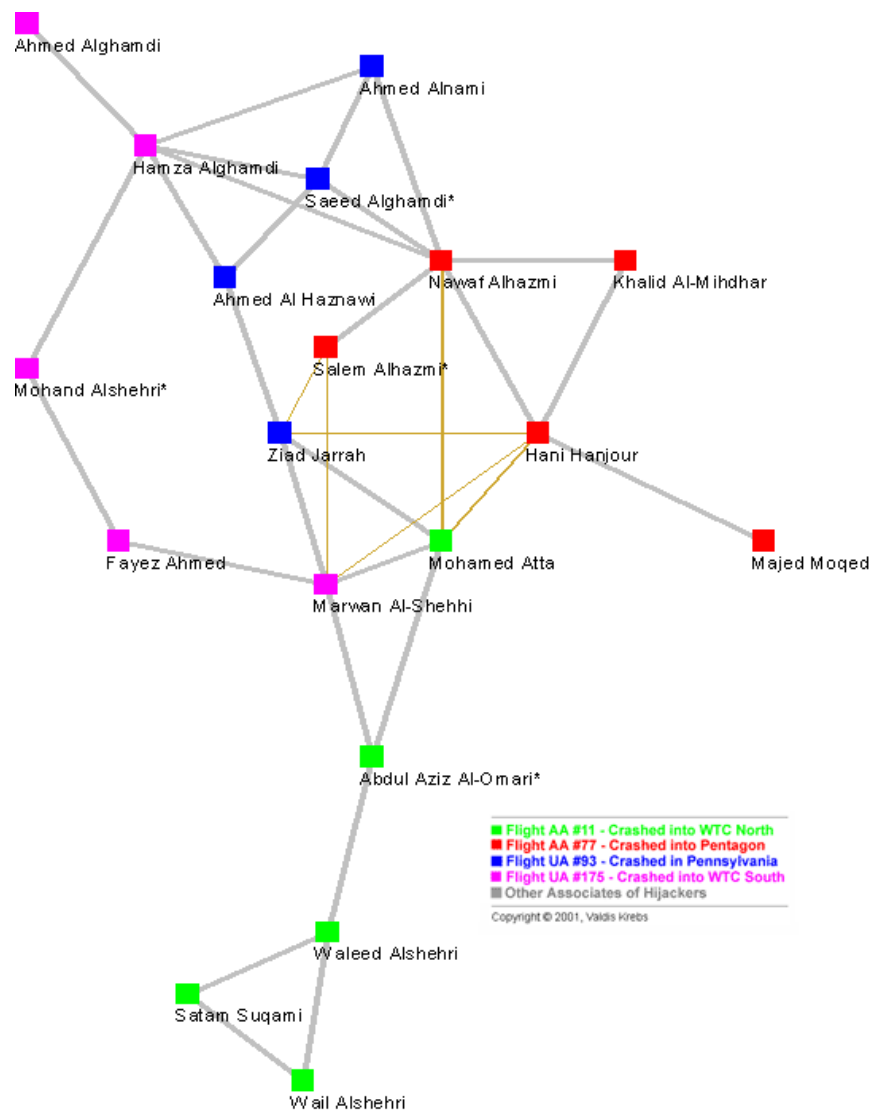 Ahmed Alghamdi
Ahmed Alnami
Hamza Alghamdi
Saeed Alghamdi*
Nawaf Alhazmi
Khalid Al-Mihdhar
Ahmed Al Haznawi
Salem Alhazmi*
Mohand Alshehri*
Ziad Jarrah
Hani Hanjour
Fayez Ahmed
Mohamed Atta
Majed Moqed
Marwan Al-Shehhi
Abdul Aziz Al-Omari*
Flight AA #11 - Crashed into WTC North
Flight AA #77 - Crashed into Pentagon
Flight UA #93 - Crashed in Pennsylvania
Flight UA #175 - Crashed into WTC South
Other Associates of Hijackers
Copyright © 2001, Valdis Krebs
Waleed Alshehri
Satam Suqami
Wail Alshehri